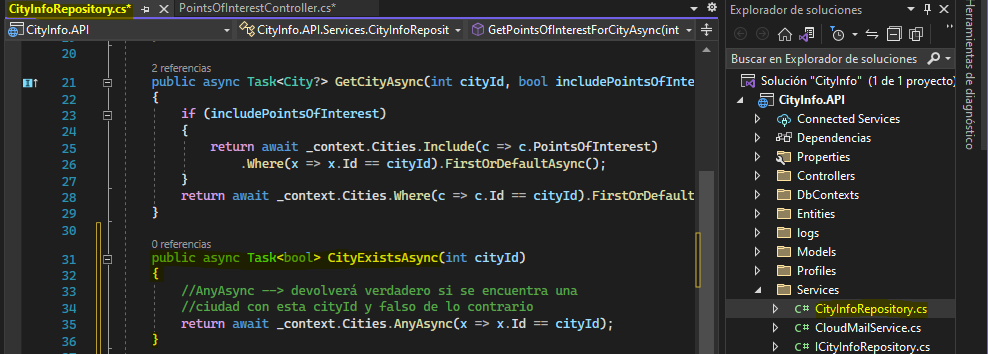 CityInfoRepository.cs*
PointsOfInterestController.cs*
CityInfo.API
CityInfo.API.Services.CityInfoReposit
GetPointsOfInterestForCityAsync(int
20
2 referencias
21 public async Task<City?> GetCityAsync(int cityId, bool includePointsOfInter
22 {
23 if (includePointsOfInterest)
24 {
25 return await _context.Cities.Include(c => c.PointsOfInterest)
26 .Where(x => x.Id == cityId).FirstOrDefaultAsync();
27 }
28 return await _context.Cities.Where(c => c.Id == cityId).FirstOrDefault
29 }
30
0 referencias
31 public async Task<bool> CityExistsAsync(int cityId)
32 {
33 //AnyAsync --> devolverá verdadero si se encuentra una
34 //ciudad con esta cityId y falso de lo contrario
35 return await _context.Cities.AnyAsync(x => x.Id == cityId);
36 }
Explorador de soluciones
Buscar en Explorador de soluciones
Solución "CityInfo" (1 de 1 proyecto)
CityInfo.API
Connected Services
Dependencias
Properties
Controllers
DbContexts
Entities
logs
Models
Profiles
Services
C# CityInfoRepository.cs
C# CloudMailService.cs
C# ICityInfoRepository.cs
Herramientas de diagnóstico